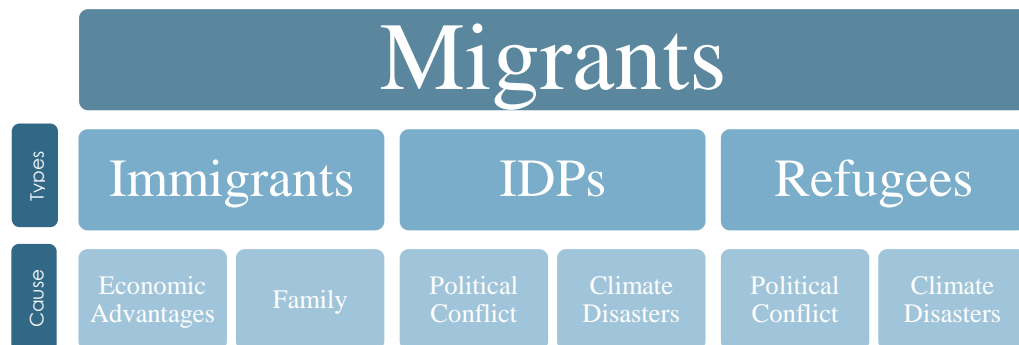 Migrants
Types
Immigrants
IDPs
Refugees
Cause
Economic
Advantages
Family
Political
Conflict
Climate
Disasters
Political
Conflict
Climate
Disasters